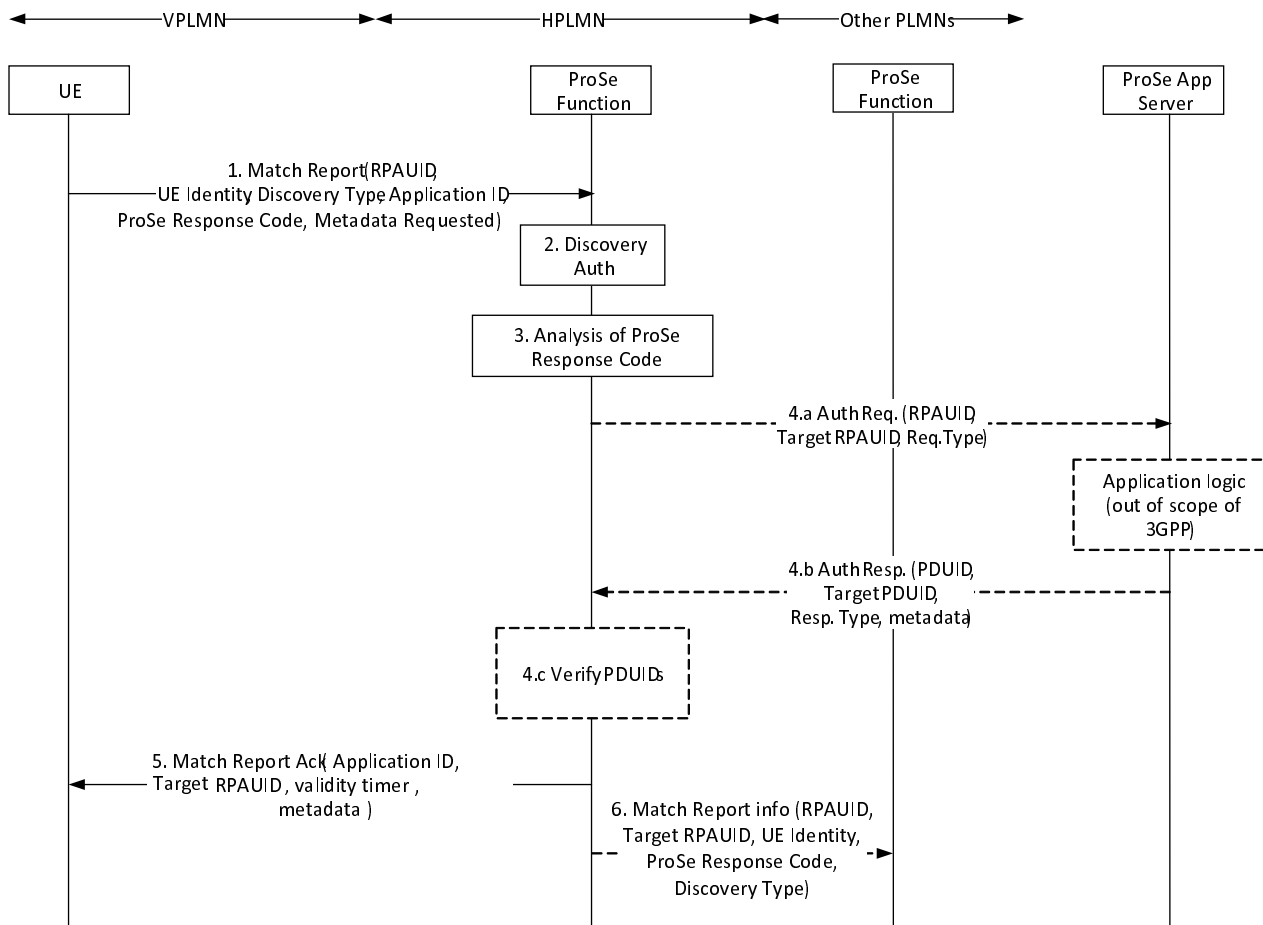 VPLMN
HPLMN
Other PLMNs
UE
ProSe
Function
ProSe
Function
ProSe App
Server
1. Match Report (RPAUID,
UE Identity, Discovery Type, Application ID,
ProSe Response Code, Metadata Requested)
2. Discovery
Auth
3. Analysis of ProSe
Response Code
4.a Auth Req. (RPAUID,
Target RPAUID, Req.Type)
Application logic
(out of scope of
3GPP)
4.b Auth Resp. (PDUID,
Target PDUID,
Resp. Type, metadata)
4.c Verify PDUIDs
5. Match Report Ack( Application ID,
Target RPAUID, validity timer ,
metadata )
6. Match Report info (RPAUID,
Target RPAUID, UE Identity,
ProSe Response Code,
Discovery Type)